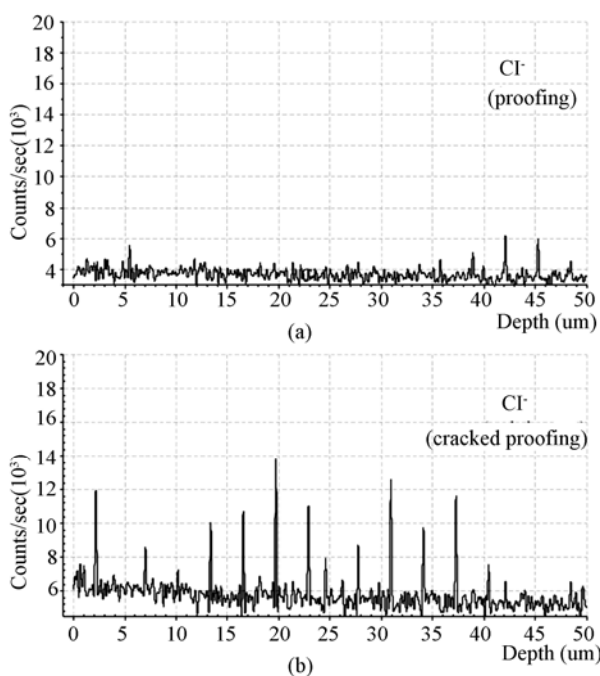 20
18
16
14
12
10
8
6
4
Counts/sec(10³)
CI⁻
(proofing)
0 5 10 15 20 25 30 35 40 45 50
Depth (um)
(a)
20
18
16
14
12
10
8
6
Counts/sec(10³)
CI⁻
(cracked proofing)
0 5 10 15 20 25 30 35 40 45 50
Depth (um)
(b)